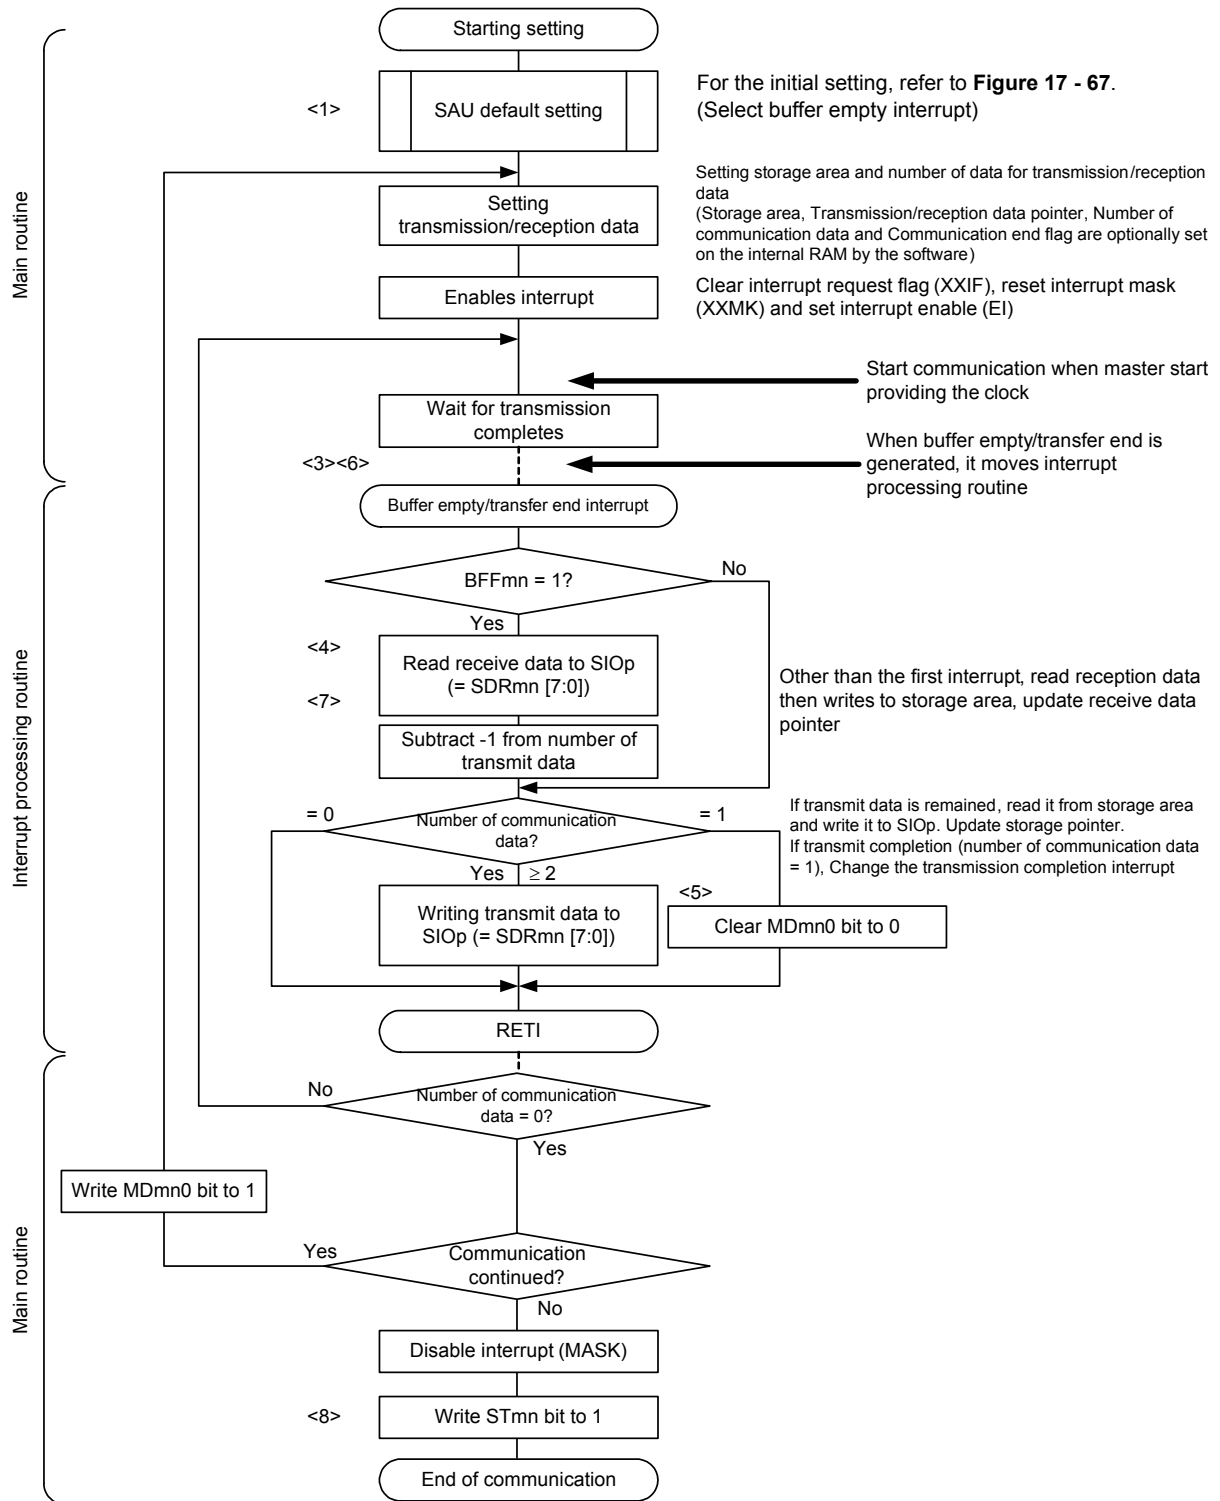 Starting setting
<1>
SAU default setting
For the initial setting, refer to Figure 17 - 67.
(Select buffer empty interrupt)
Main routine
Setting
transmission/reception data
Setting storage area and number of data for transmission/reception
data
(Storage area, Transmission/reception data pointer, Number of
communication data and Communication end flag are optionally set
on the internal RAM by the software)
Enables interrupt
Clear interrupt request flag (XXIF), reset interrupt mask
(XXMK) and set interrupt enable (EI)
Start communication when master start
providing the clock
Wait for transmission
completes
<3><6>
When buffer empty/transfer end is
generated, it moves interrupt
processing routine
Buffer empty/transfer end interrupt
BFFmn = 1?
No
Yes
Interrupt processing routine
<4>
Read receive data to SIOp
(= SDRmn [7:0])
<7>
Other than the first interrupt, read reception data
then writes to storage area, update receive data
pointer
Subtract -1 from number of
transmit data
= 0
Number of communication
data?
= 1
If transmit data is remained, read it from storage area
and write it to SIOp. Update storage pointer.
If transmit completion (number of communication data
= 1), Change the transmission completion interrupt
Yes
≥ 2
Writing transmit data to
SIOp (= SDRmn [7:0])
<5>
Clear MDmn0 bit to 0
RETI
No
Number of communication
data = 0?
Yes
Write MDmn0 bit to 1
Main routine
Yes
Communication
continued?
No
Disable interrupt (MASK)
<8>
Write STmn bit to 1
End of communication